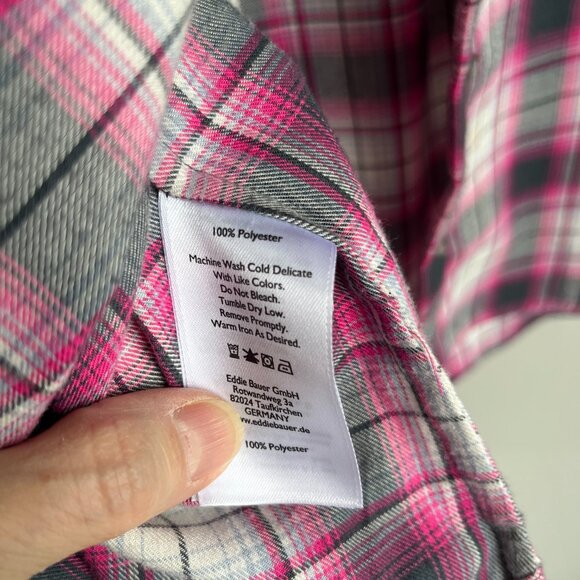 100% Polyester
Machine Wash Cold Delicate
With Like Colors.
Do Not Bleach.
Tumble Dry Low.
Remove Promptly.
Warm Iron As Desired.
Eddie Bauer GmbH
Rotwandweg 3a
82024 Taufkirchen
GERMANY
www.eddiebauer.de
100% Polyester